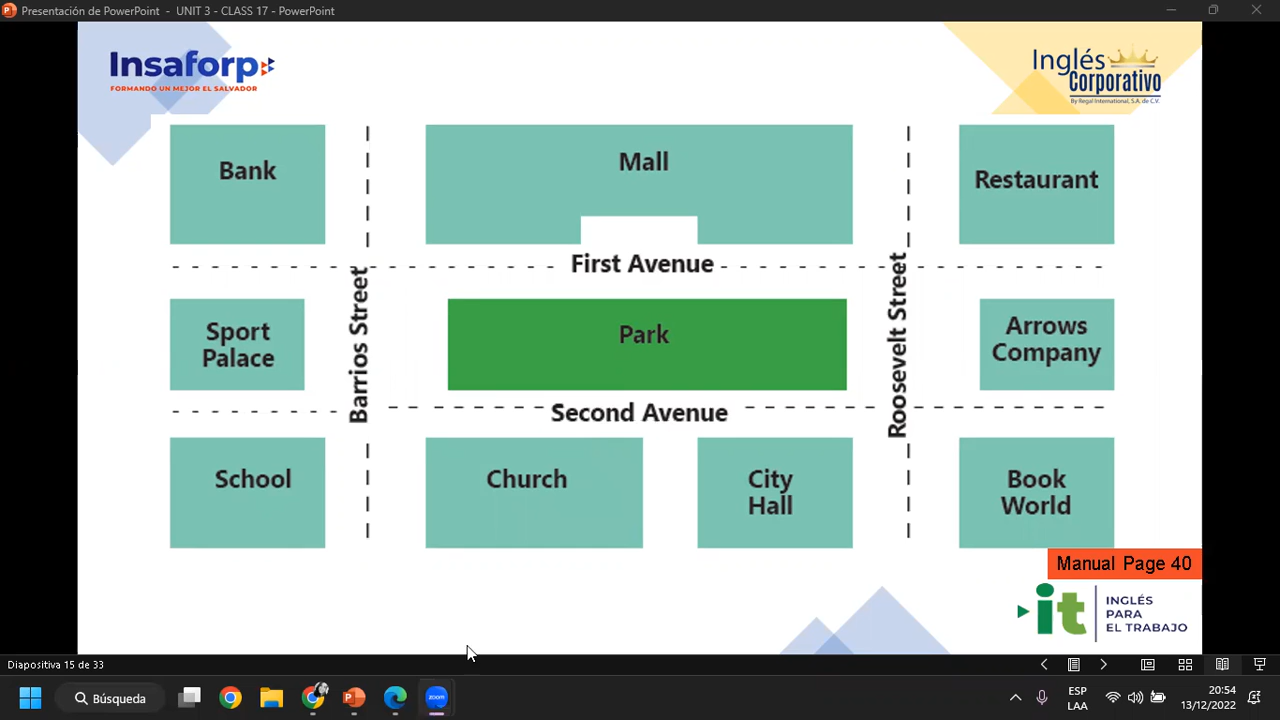 Presentación de PowerPoint - UNIT 3 - CLASS 17 - PowerPoint
Insaforp
FORMANDO UN MEJOR EL SALVADOR
Inglés
Corporativo
By Regal International, S.A. de C.V.
Bank
Mall
Restaurant
First Avenue
Barrios Street
Roosevelt Street
Sport
Palace
Park
Arrows
Company
Second Avenue
School
Church
City
Hall
Book
World
Manual Page 40
it
INGLÉS
PARA
EL TRABAJO
Diapositiva 15 de 33
Búsqueda
zoom
ESP
LAA
20:54
13/12/2022